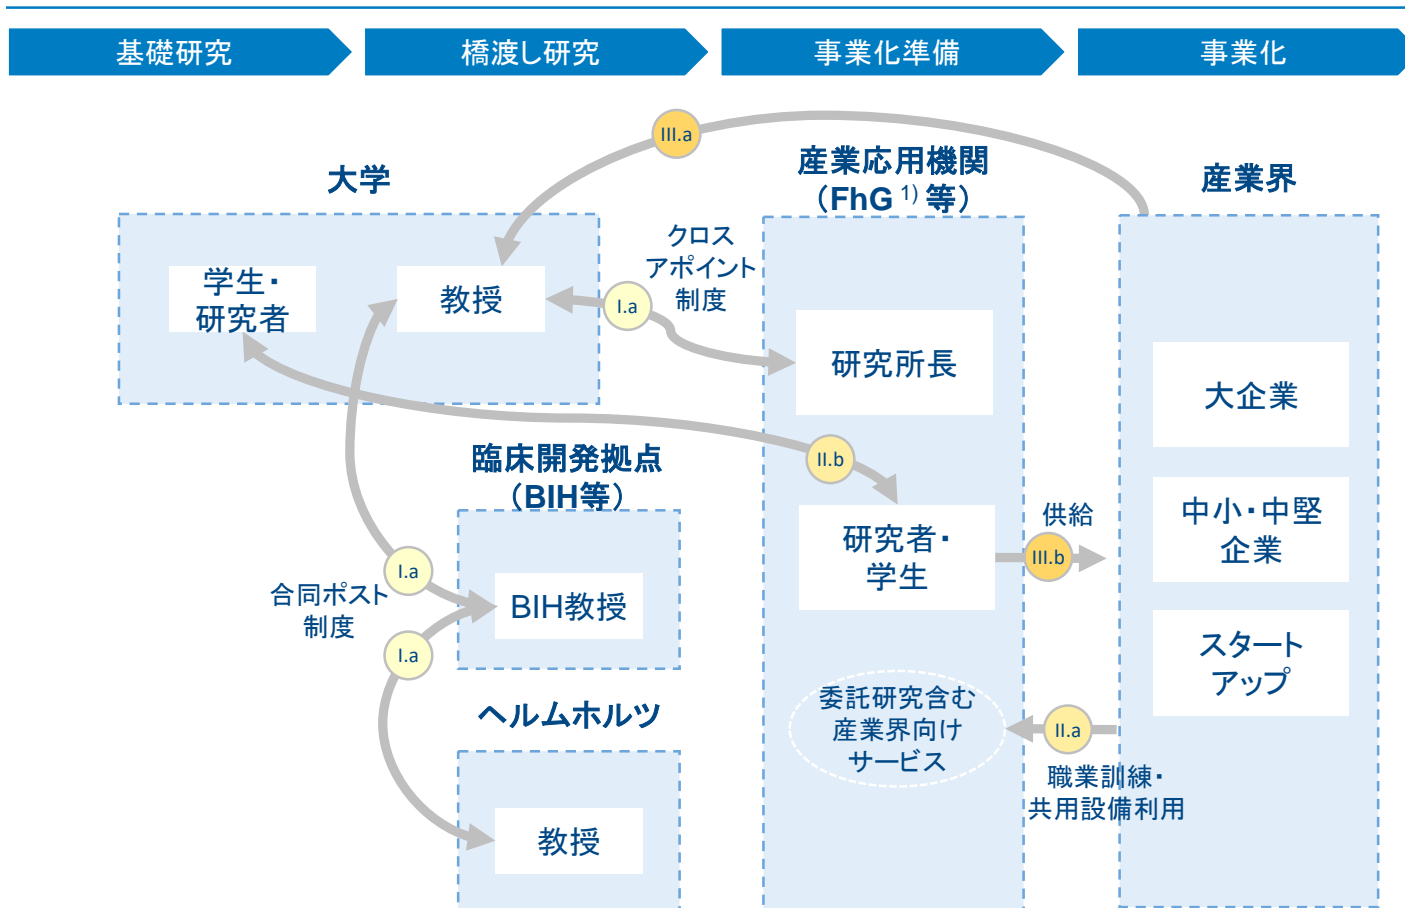 基礎研究
橋渡し研究
事業化準備
事業化
III.a
大学
産業応用機関
（FhG 1) 等）
産業界
学生・
研究者
教授
クロス
アポイント
制度
I.a
研究所長
大企業
II.b
臨床開発拠点
（BIH等）
研究者・
学生
供給
III.b
中小・中堅
企業
I.a
合同ポスト
制度
BIH教授
I.a
スタート
アップ
ヘルムホルツ
委託研究含む
産業界向け
サービス
II.a
職業訓練・
共用設備利用
教授